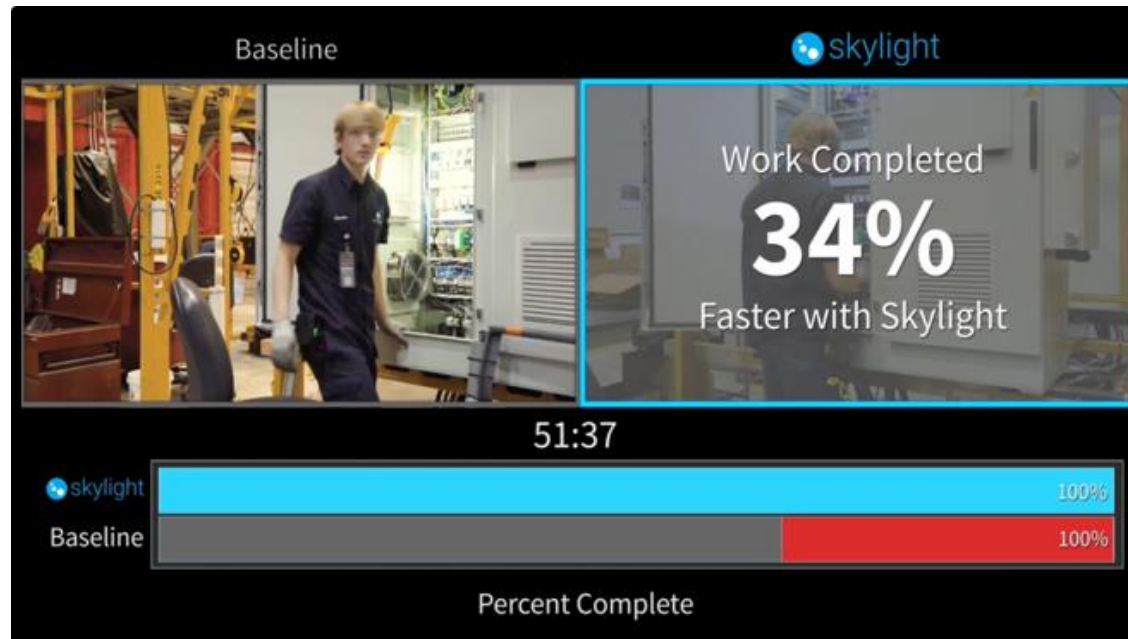 Baseline
skylight
Work Completed
34%
Faster with Skylight
51:37
skylight
100%
Baseline
100%
Percent Complete